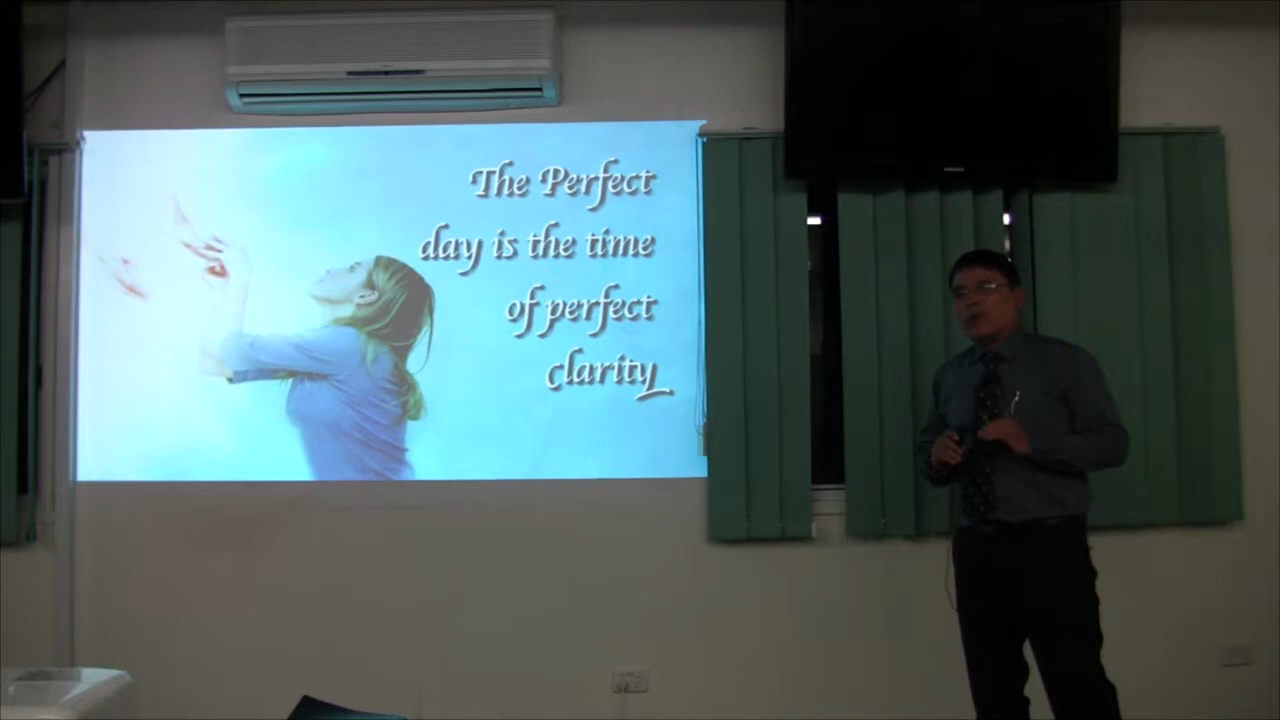 The Perfect
day is the time
of perfect
clarity